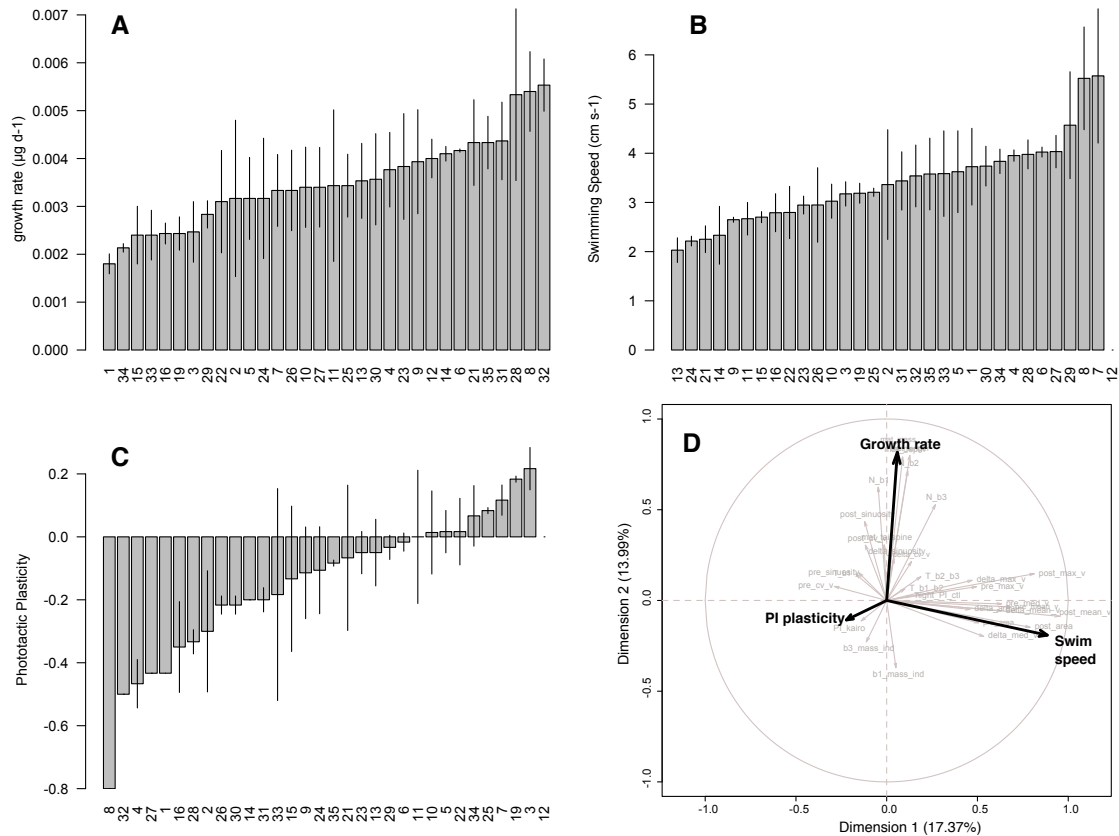 A
growth rate (µg d-1)
0.007
0.006
0.005
0.004
0.003
0.002
0.001
0.000
1 34 15 33 16 19 3 29 22 2 5 24 7 26 10 27 11 25 13 30 4 23 9 12 14 6 21 35 31 28 8 32
B
Swimming Speed (cm s-1)
6
5
4
3
2
1
0
13 24 21 14 9 11 15 16 22 23 26 10 3 19 25 2 31 32 35 33 5 1 30 34 4 28 6 27 29 8 7 12
C
Phototactic Plasticity
0.2
0.0
-0.2
-0.4
-0.6
-0.8
8 32 4 27 1 16 28 2 26 30 14 31 33 15 9 24 35 21 23 13 29 6 11 10 5 22 34 25 7 19 3 12
D
Dimension 2 (13.99%)
1.0
0.5
0.0
-0.5
-1.0
Growth rate
N_b3
post_sinuosity
delta_sinuosity
pre_sinuosity
pre_cv_v
T_b2_b3
T_b1_b2
delta_max_v
post_max_v
pre_max_v
pre_med_v
post_mean_v
post_area
delta_med_
PI plasticity
PI_kairo
b3_mass_ind
b1_mass_ind
Swim
speed
-1.0 -0.5 0.0 0.5 1.0
Dimension 1 (17.37%)